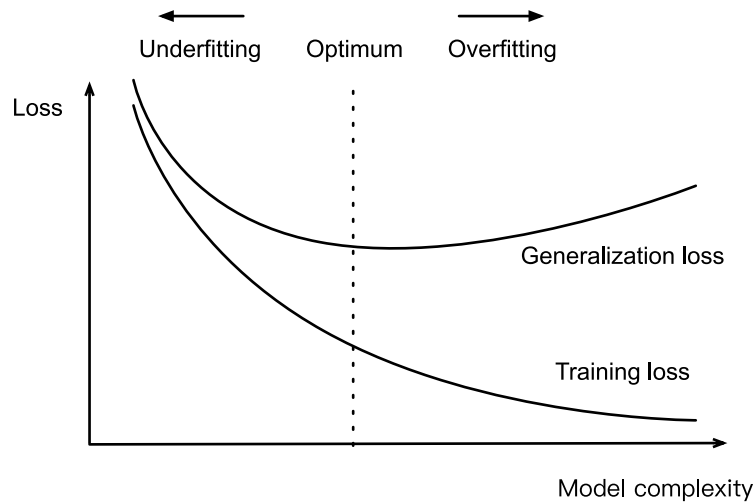 Underfitting Optimum Overfitting
Loss
Generalization loss
Training loss
Model complexity